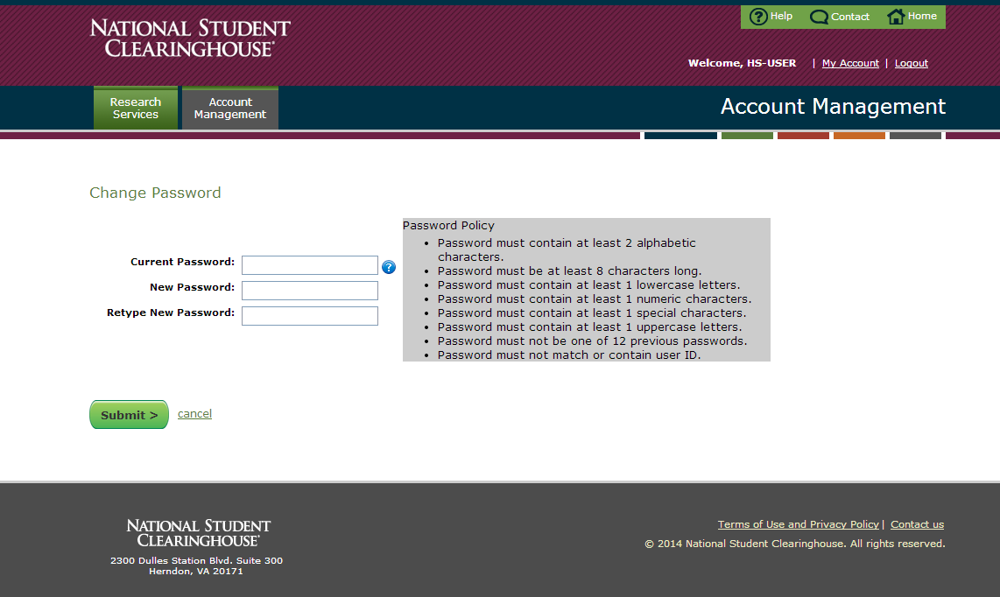 NATIONAL STUDENT
CLEARINGHOUSE®
Help Contact Home
Welcome, HS-USER | My Account | Logout
Research
Services
Account
Management
Account Management
Change Password
Current Password:
New Password:
Retype New Password:
Password Policy
• Password must contain at least 2 alphabetic
characters.
• Password must be at least 8 characters long.
• Password must contain at least 1 lowercase letters.
• Password must contain at least 1 numeric characters.
• Password must contain at least 1 special characters.
• Password must contain at least 1 uppercase letters.
• Password must not be one of 12 previous passwords.
• Password must not match or contain user ID.
Submit > cancel
NATIONAL STUDENT
CLEARINGHOUSE®
2300 Dulles Station Blvd. Suite 300
Herndon, VA 20171
Terms of Use and Privacy Policy | Contact us
© 2014 National Student Clearinghouse. All rights reserved.